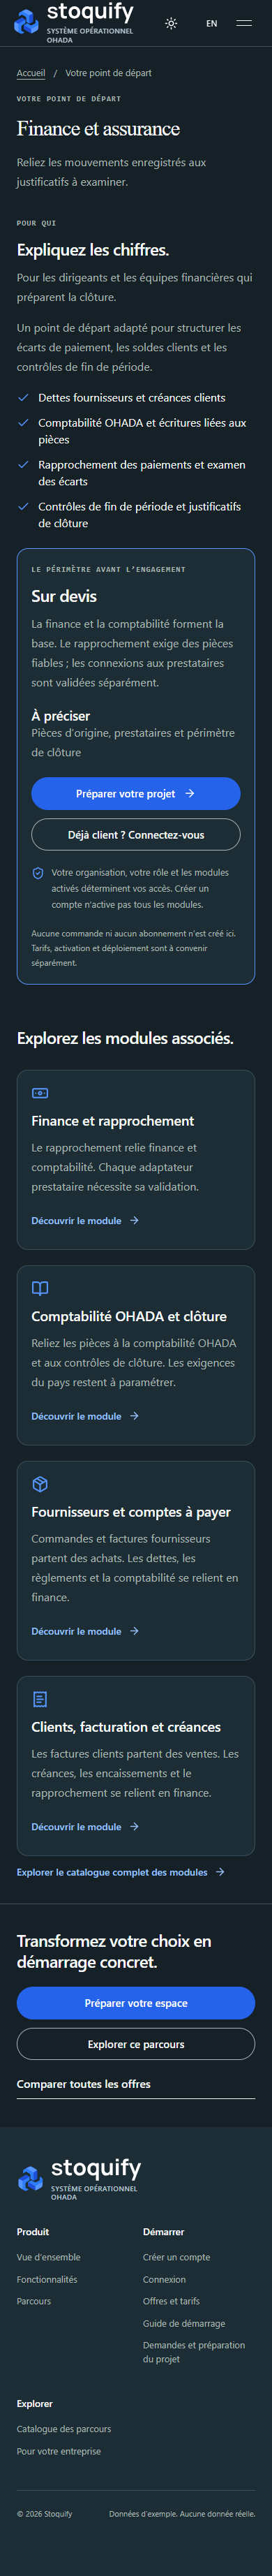 stoquify
SYSTÈME OPÉRATIONNEL
OHADA
EN
Accueil / Votre point de départ
VOTRE POINT DE DÉPART
Finance et assurance
Reliez les mouvements enregistrés aux
justificatifs à examiner.
POUR QUI
Expliquez les chiffres.
Pour les dirigeants et les équipes financières qui
préparent la clôture.
Un point de départ adapté pour structurer les
écarts de paiement, les soldes clients et les
contrôles de fin de période.
Dettes fournisseurs et créances clients
Comptabilité OHADA et écritures liées aux
pièces
Rapprochement des paiements et examen
des écarts
Contrôles de fin de période et justificatifs
de clôture
LE PÉRIMÈTRE AVANT L'ENGAGEMENT
Sur devis
La finance et la comptabilité forment la
base. Le rapprochement exige des pièces
fiables ; les connexions aux prestataires
sont validées séparément.
À préciser
Pièces d'origine, prestataires et périmètre
de clôture
Préparer votre projet
Déjà client ? Connectez-vous
Votre organisation, votre rôle et les modules
activés déterminent vos accès. Créer un
compte n'active pas tous les modules.
Aucune commande ni aucun abonnement n'est créé ici.
Tarifs, activation et déploiement sont à convenir
séparément.
Explorez les modules associés.
Finance et rapprochement
Le rapprochement relie finance et
comptabilité. Chaque adaptateur
prestataire nécessite sa validation.
Découvrir le module
Comptabilité OHADA et clôture
Reliez les pièces à la comptabilité OHADA
et aux contrôles de clôture. Les exigences
du pays restent à paramétrer.
Découvrir le module
Fournisseurs et comptes à payer
Commandes et factures fournisseurs
partent des achats. Les dettes, les
règlements et la comptabilité se relient en
finance.
Découvrir le module
Clients, facturation et créances
Les factures clients partent des ventes. Les
créances, les encaissements et le
rapprochement se relient en finance.
Découvrir le module
Explorer le catalogue complet des modules
Transformez votre choix en
démarrage concret.
Préparer votre espace
Explorer ce parcours
Comparer toutes les offres
stoquify
SYSTÈME OPÉRATIONNEL
OHADA
Produit
Vue d'ensemble
Fonctionnalités
Parcours
Démarrer
Créer un compte
Connexion
Offres et tarifs
Guide de démarrage
Demandes et préparation
du projet
Explorer
Catalogue des parcours
Pour votre entreprise
© 2026 Stoquify
Données d'exemple. Aucune donnée réelle.